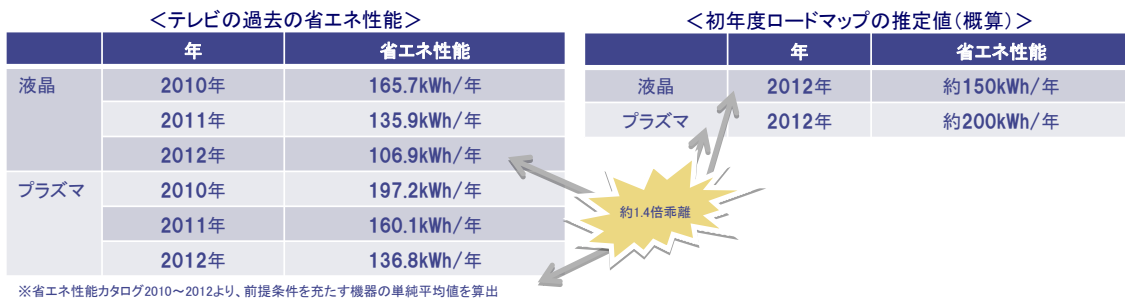 ＜テレビの過去の省エネ性能＞
年 省エネ性能
液晶 2010年 165.7kWh/年
2011年 135.9kWh/年
2012年 106.9kWh/年
プラズマ 2010年 197.2kWh/年
2011年 160.1kWh/年
2012年 136.8kWh/年
※省エネ性能カタログ2010～2012より、前提条件を充たす機器の単純平均値を算出
＜初年度ロードマップの推定値（概算）＞
年 省エネ性能
液晶 2012年 約150kWh/年
プラズマ 2012年 約200kWh/年
約1.4倍乖離